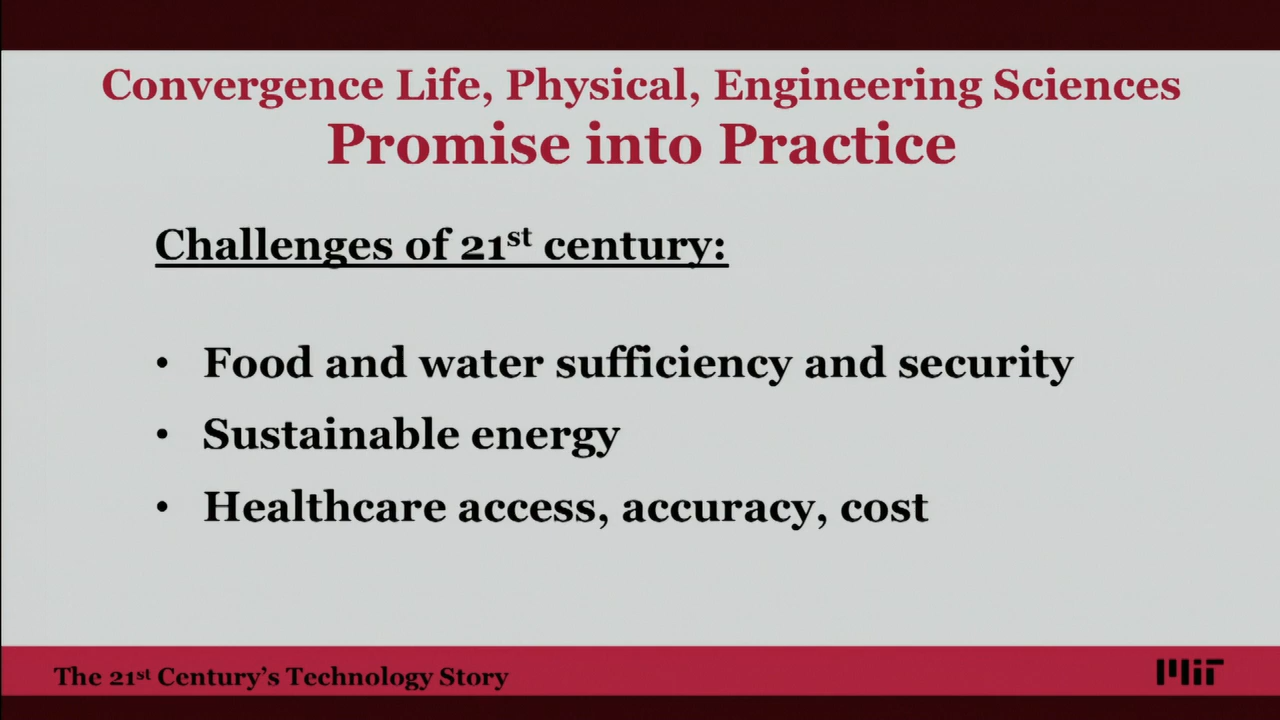 Convergence Life, Physical, Engineering Sciences
Promise into Practice
Challenges of 21st century:
• Food and water sufficiency and security
• Sustainable energy
• Healthcare access, accuracy, cost
The 21st Century’s Technology Story
MIT